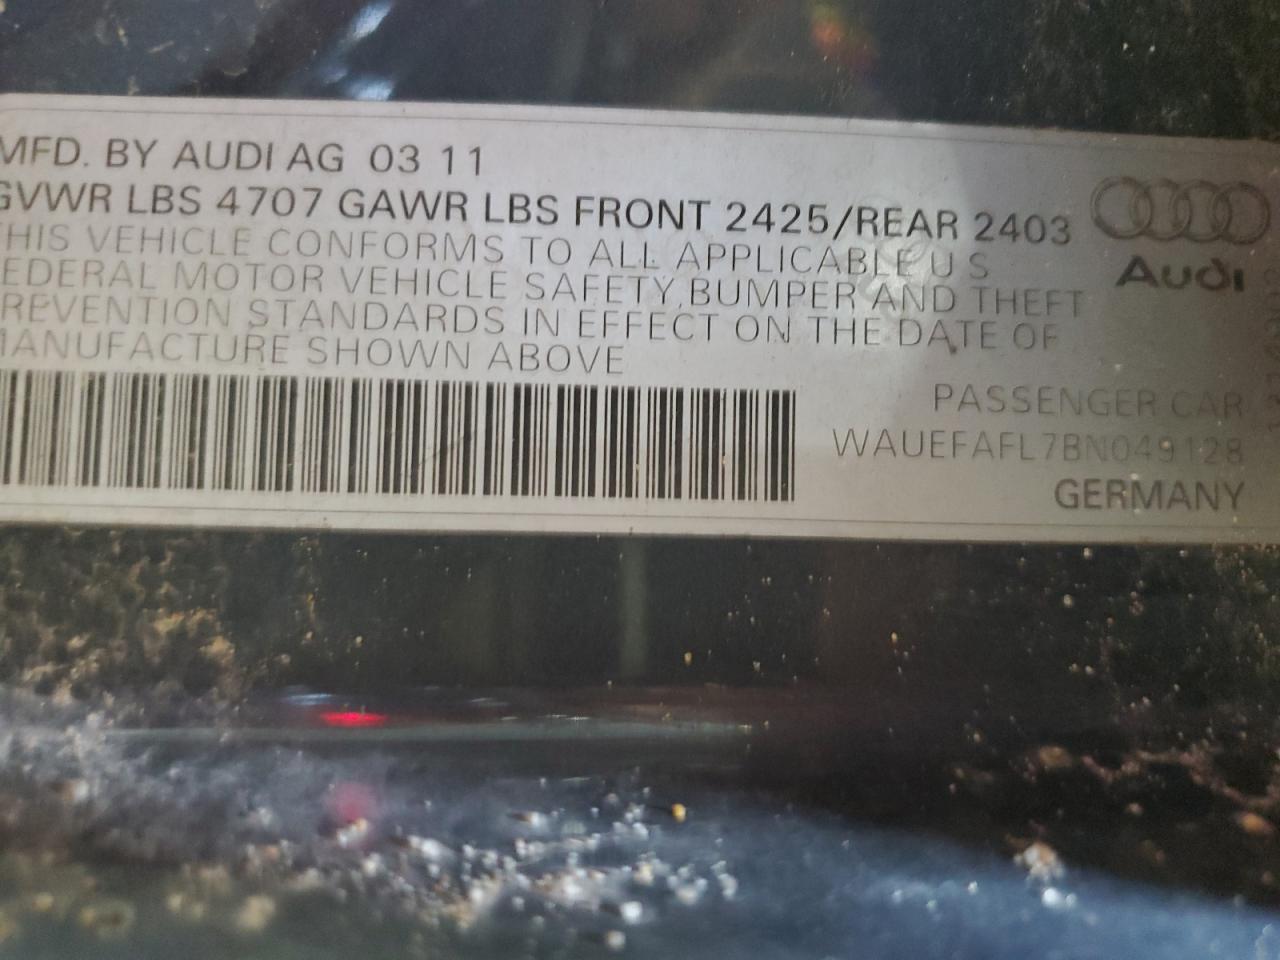 MFD. BY AUDI AG 03 11
GVWR LBS 4707 GAWR LBS FRONT 2425/REAR 2403
THIS VEHICLE CONFORMS TO ALL APPLICABLE U S
EDERAL MOTOR VEHICLE SAFETY, BUMPER AND THEFT
REVENTION STANDARDS IN EFFECT ON THE DATE OF
MANUFACTURE SHOWN ABOVE
Audi
PASSENGER CAR
WAUEFAFL7BN049128
GERMANY